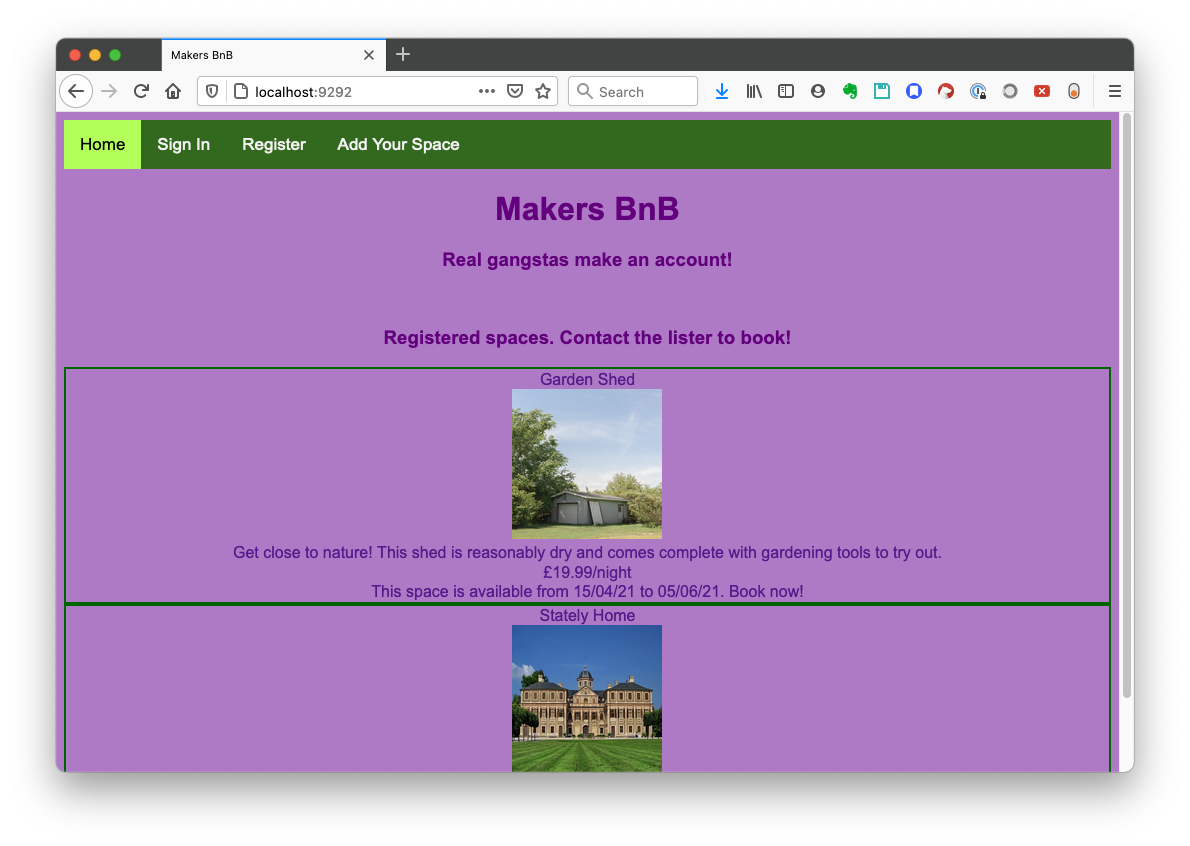 Makers BnB
localhost:9292
Search
Home
Sign In
Register
Add Your Space
Makers BnB
Real gangstas make an account!
Registered spaces. Contact the lister to book!
Garden Shed
Get close to nature! This shed is reasonably dry and comes complete with gardening tools to try out.
£19.99/night
This space is available from 15/04/21 to 05/06/21. Book now!
Stately Home